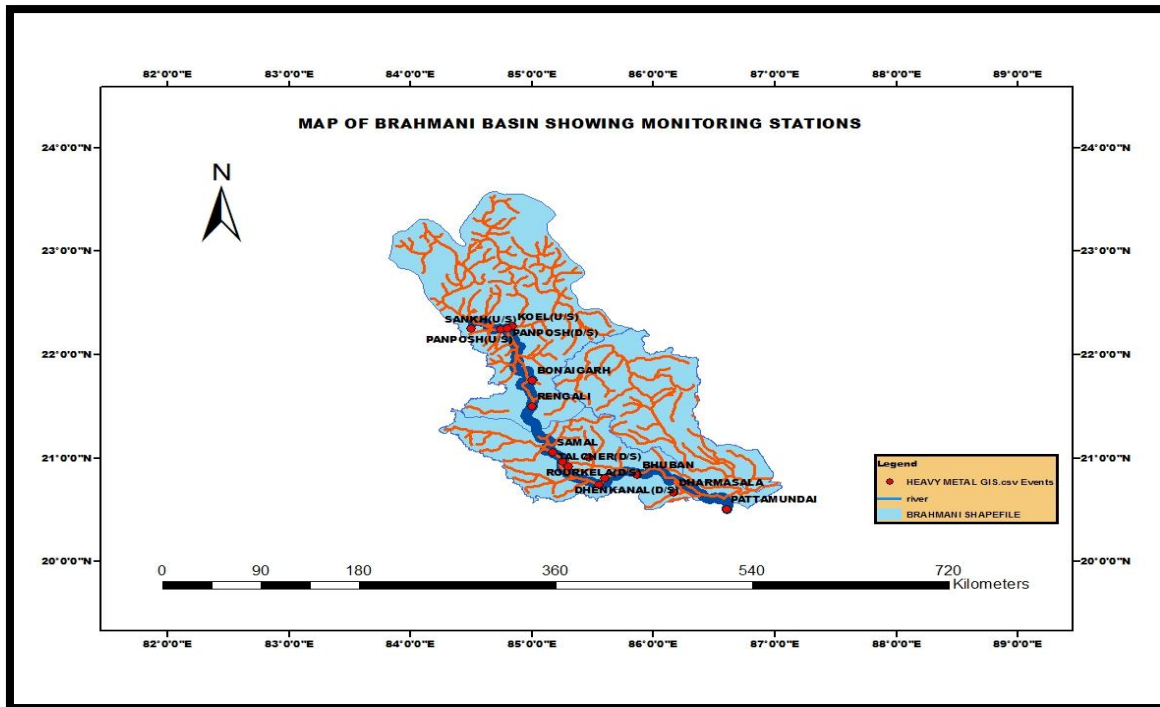 82°0'0"E 83°0'0"E 84°0'0"E 85°0'0"E 86°0'0"E 87°0'0"E 88°0'0"E 89°0'0"E
MAP OF BRAHMANI BASIN SHOWING MONITORING STATIONS
24°0'0"N 24°0'0"N
N
23°0'0"N 23°0'0"N
SANKH(U/S) KOEL(U/S)
PANPOSH(U/S) PANPOSH(D/S)
22°0'0"N 22°0'0"N
BONAIGARH
RENGALI
SAMAL
21°0'0"N 21°0'0"N
TALCHER(D/S)
ROURKELA(D/S) BHUBAN
DHENKANAL(D/S) DHARMASALA
PATTAMUNDAI
Legend
HEAVY METAL GIS.csv Events
river
BRAHMANI SHAPEFILE
20°0'0"N 20°0'0"N
0 90 180 360 540 720
Kilometers
82°0'0"E 83°0'0"E 84°0'0"E 85°0'0"E 86°0'0"E 87°0'0"E 88°0'0"E 89°0'0"E